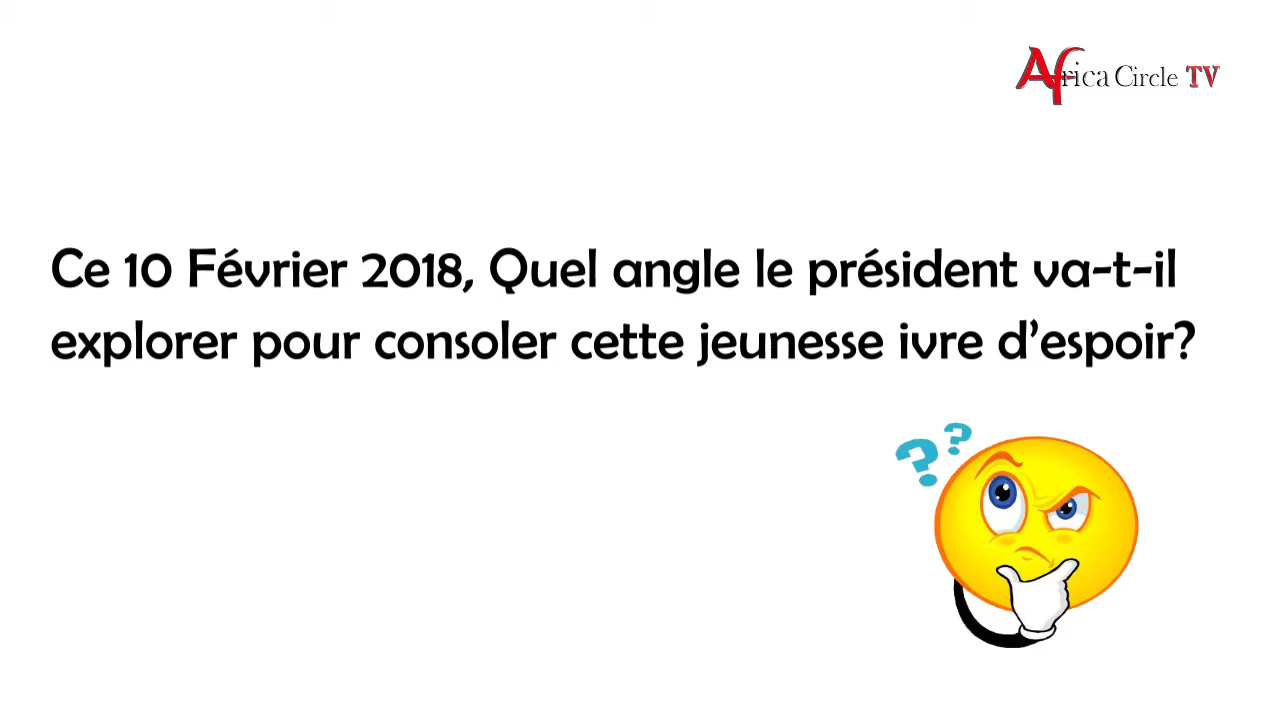 Africa Circle TV
Ce 10 Février 2018, Quel angle le président va-t-il
explorer pour consoler cette jeunesse ivre d’espoir?
? ?